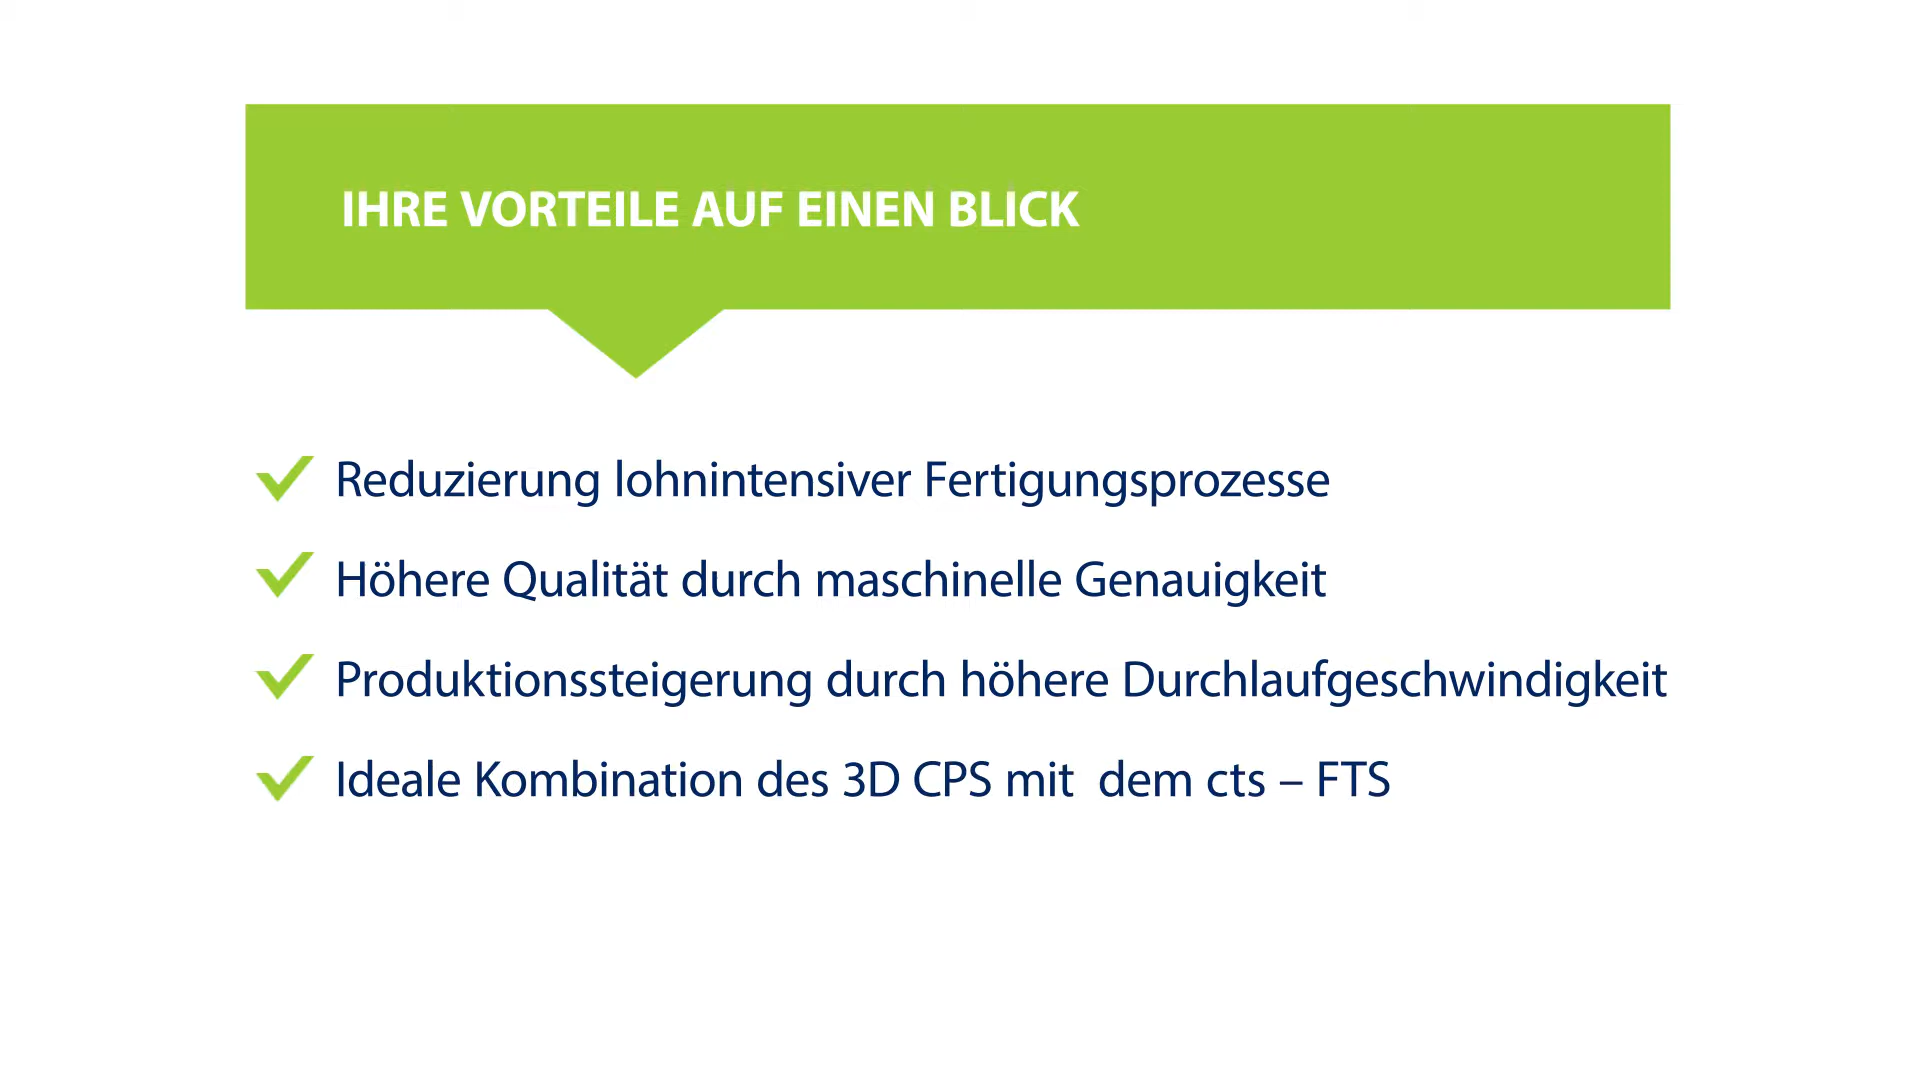 IHRE VORTEILE AUF EINEN BLICK
Reduzierung lohnintensiver Fertigungsprozesse
Höhere Qualität durch maschinelle Genauigkeit
Produktionssteigerung durch höhere Durchlaufgeschwindigkeit
Ideale Kombination des 3D CPS mit  dem cts – FTS